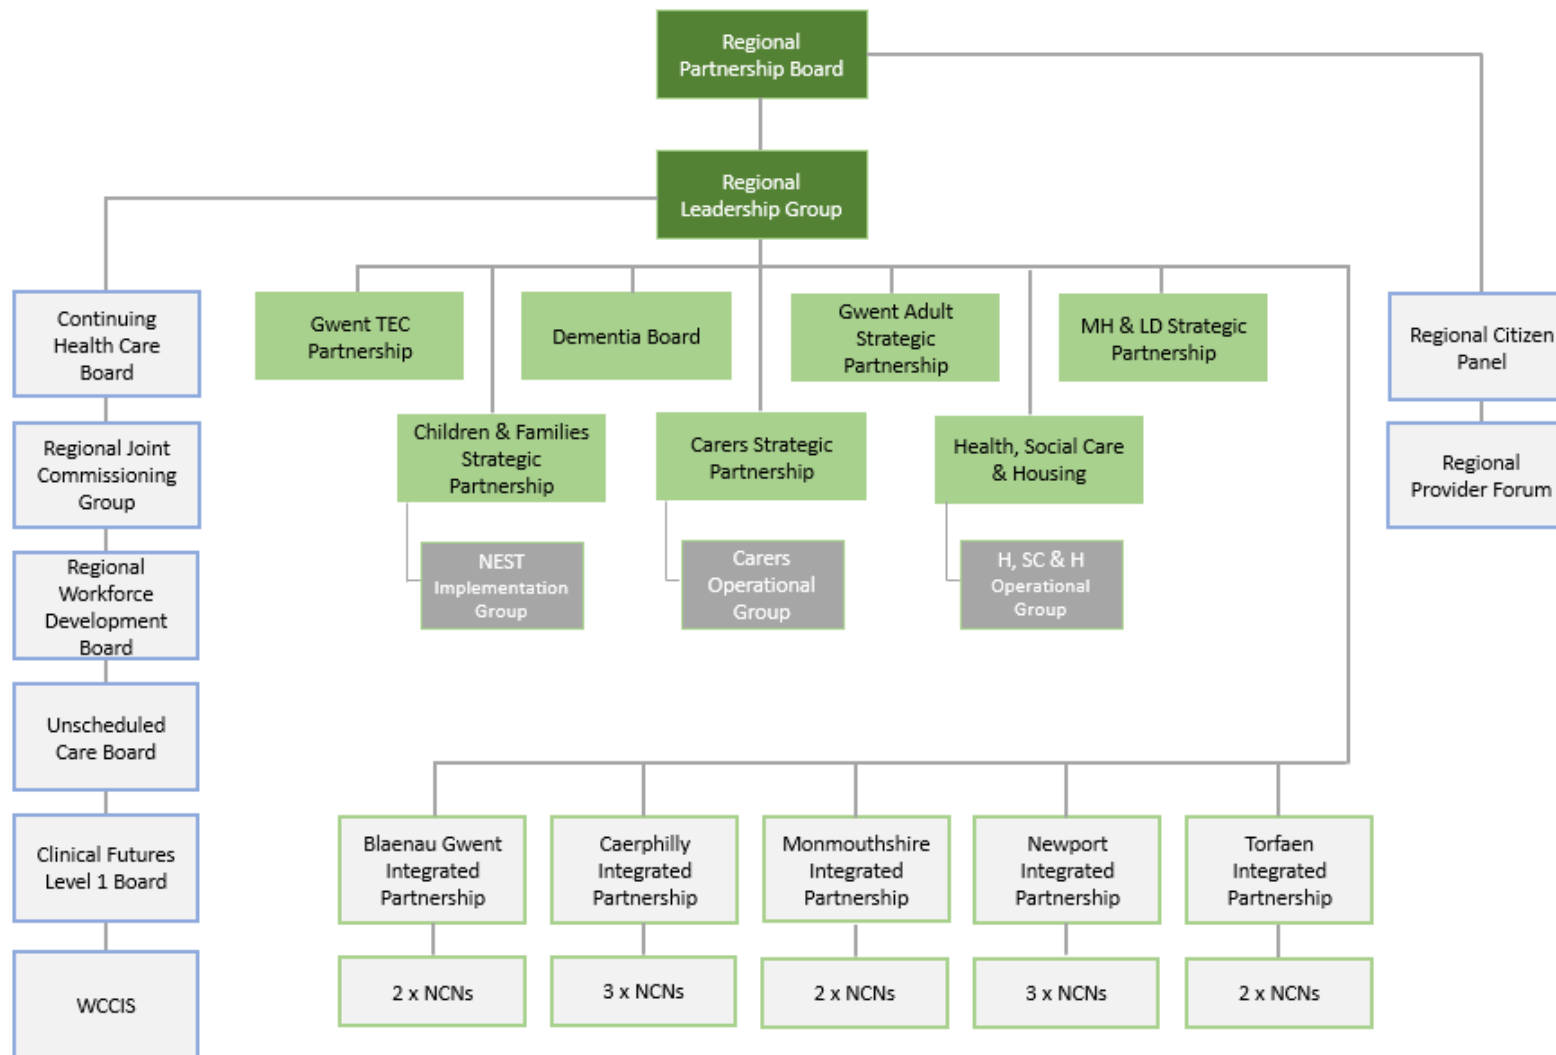 Regional
Partnership Board
Regional
Leadership Group
Continuing
Health Care
Board
Regional Joint
Commissioning
Group
Regional
Workforce
Development
Board
Unscheduled
Care Board
Clinical Futures
Level 1 Board
WCCIS
Gwent TEC
Partnership
Dementia Board
Gwent Adult
Strategic
Partnership
MH & LD Strategic
Partnership
Children & Families
Strategic
Partnership
Carers Strategic
Partnership
Health, Social Care
& Housing
NEST
Implementation
Group
Carers
Operational
Group
H, SC & H
Operational
Group
Regional Citizen
Panel
Regional
Provider Forum
Blaenau Gwent
Integrated
Partnership
Caerphilly
Integrated
Partnership
Monmouthshire
Integrated
Partnership
Newport
Integrated
Partnership
Torfaen
Integrated
Partnership
2 x NCNs
3 x NCNs
2 x NCNs
3 x NCNs
2 x NCNs